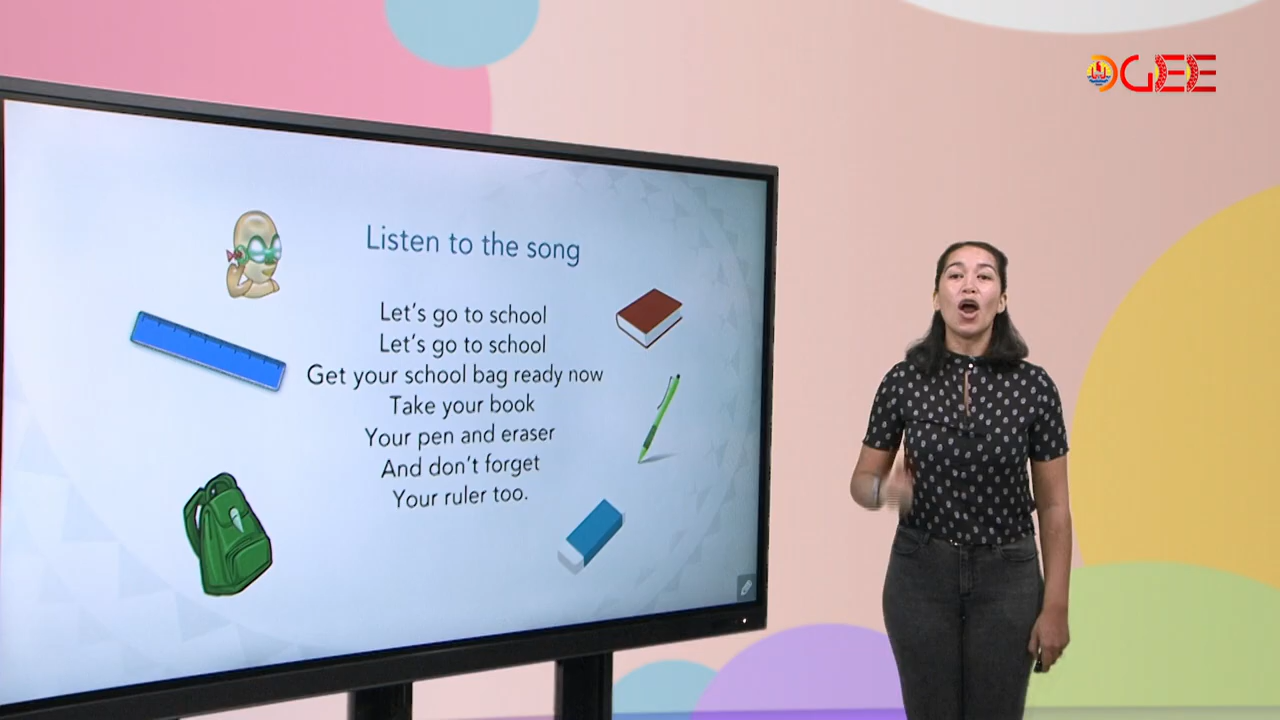 DGEE
Listen to the song
Let's go to school
Let's go to school
Get your school bag ready now
Take your book
Your pen and eraser
And don't forget
Your ruler too.